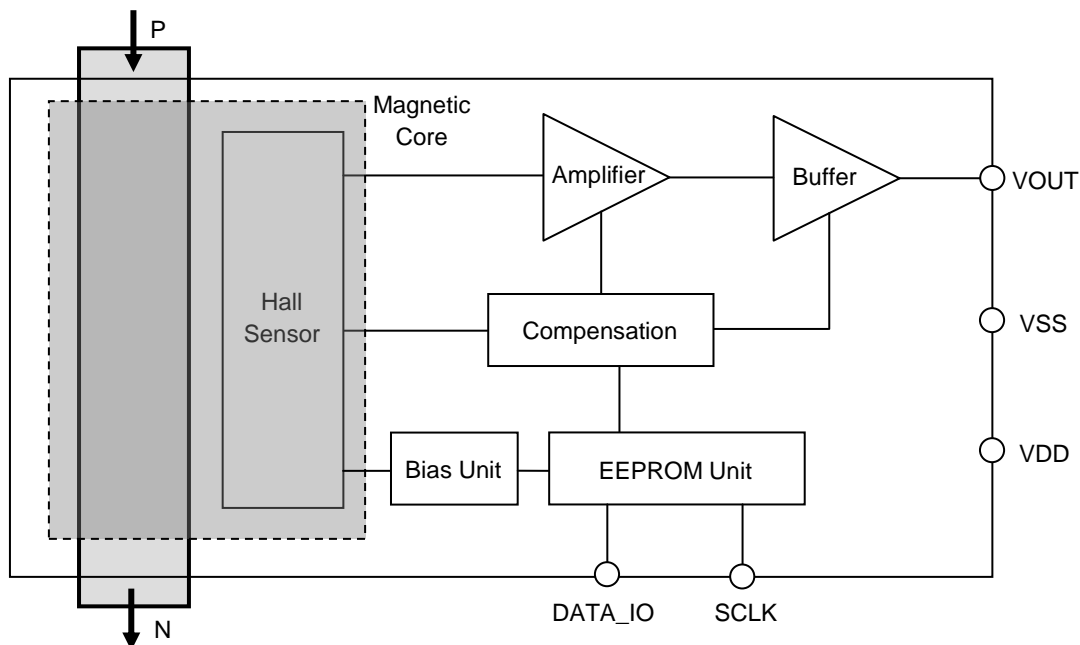 P
Magnetic
Core
Amplifier
Buffer
VOUT
Hall
Sensor
Compensation
VSS
Bias Unit
EEPROM Unit
VDD
DATA_IO
SCLK
N